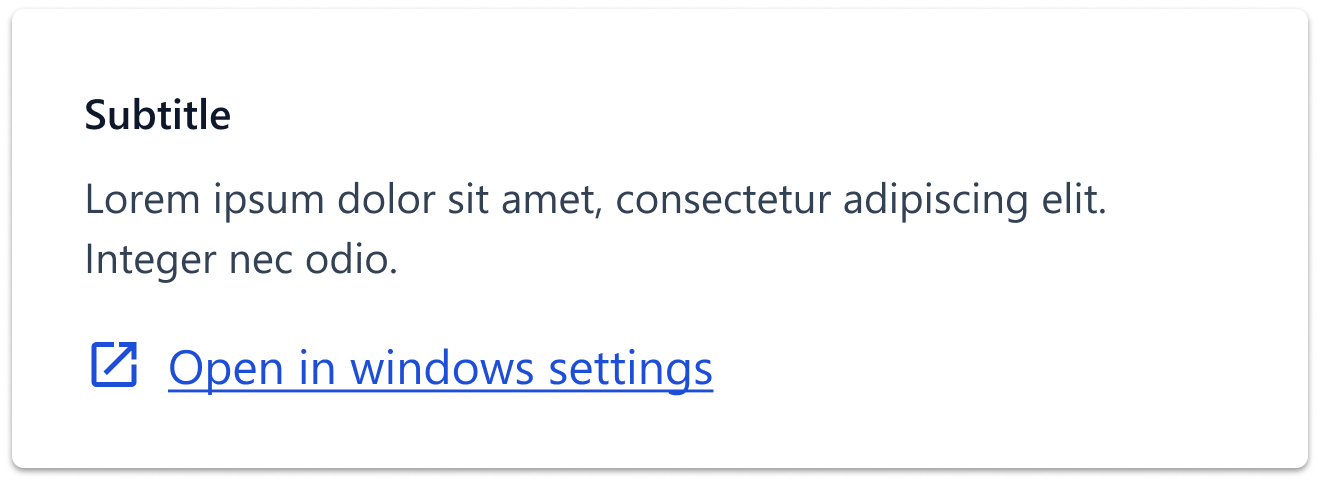 Subtitle
Lorem ipsum dolor sit amet, consectetur adipiscing elit.
Integer nec odio.
Open in windows settings